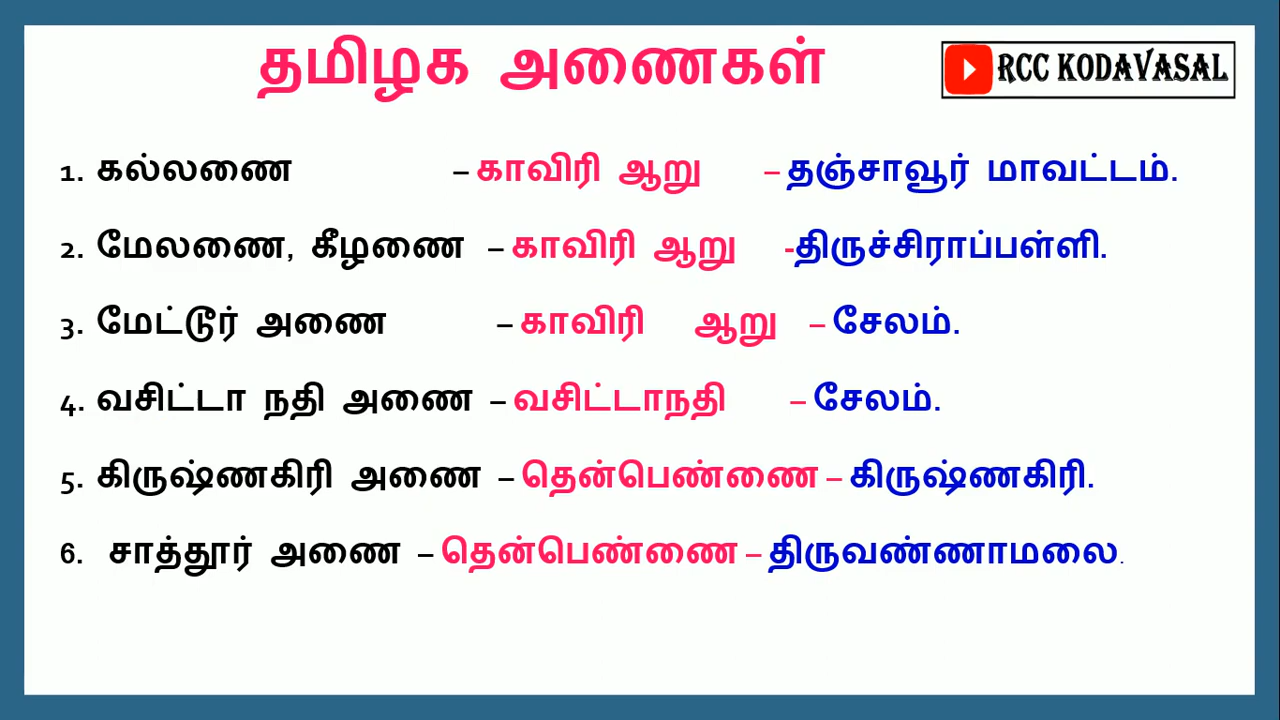 தமிழக அணைகள்
RCC KODAVASAL
1. கல்லணை – காவிரி ஆறு – தஞ்சாவூர் மாவட்டம்.
2. மேலணை, கீழணை – காவிரி ஆறு -திருச்சிராப்பள்ளி.
3. மேட்டூர் அணை – காவிரி ஆறு – சேலம்.
4. வசிட்டா நதி அணை – வசிட்டாநதி – சேலம்.
5. கிருஷ்ணகிரி அணை – தென்பெண்ணை – கிருஷ்ணகிரி.
6. சாத்தூர் அணை – தென்பெண்ணை – திருவண்ணாமலை.